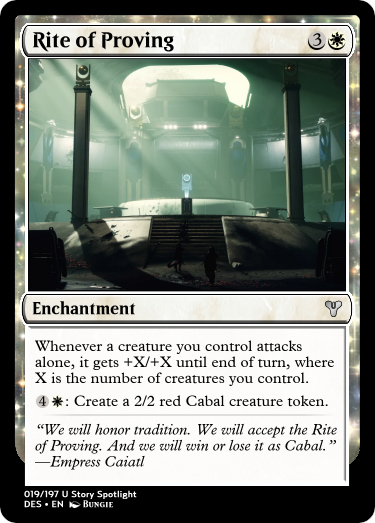 Rite of Proving 3
Enchantment
Whenever a creature you control attacks
alone, it gets +X/+X until end of turn, where
X is the number of creatures you control.
4 : Create a 2/2 red Cabal creature token.
“We will honor tradition. We will accept the Rite
of Proving. And we will win or lose it as Cabal.”
—Empress Caiatl
019/197 U Story Spotlight
DES • EN Bungie